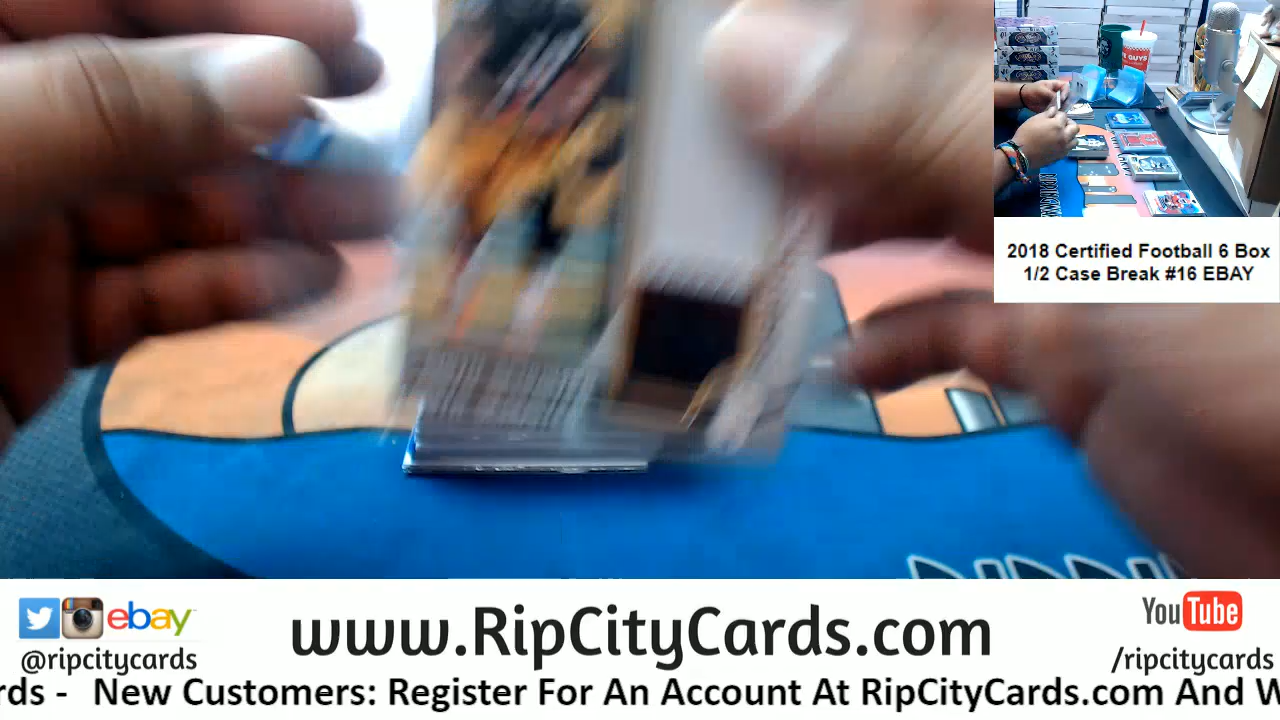 GUYS
2018 Certified Football 6 Box
1/2 Case Break #16 EBAY
ebay
@ripcitycards
www.RipCityCards.com
YouTube
/ripcitycards
rds - New Customers: Register For An Account At RipCityCards.com And W